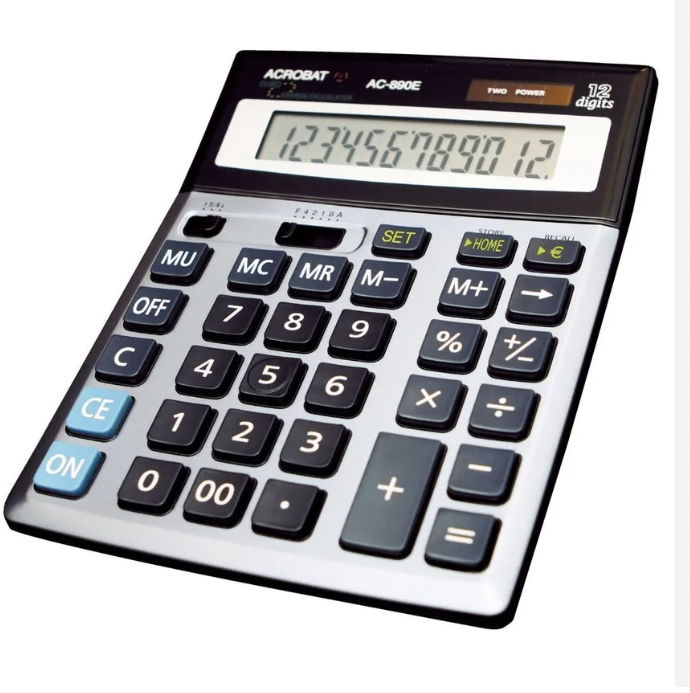 ACROBAT
AC-890E
TWO POWER
12
digits
123456789012.
F 4 2 1 0 A
SET
STORE
HOME
RECALL
€
MU
MC
MR
M−
M+
→
OFF
7
8
9
%
+/−
C
4
5
6
×
÷
CE
1
2
3
+
−
ON
0
00
.
=